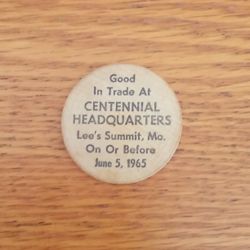 Good
In Trade At
CENTENNIAL
HEADQUARTERS
Lee's Summit, Mo.
On Or Before
June 5, 1965